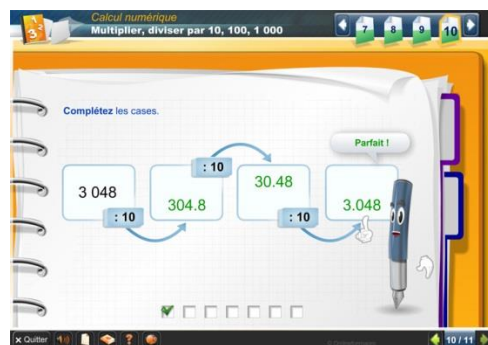 Calcul numérique
Multiplier, diviser par 10, 100, 1 000
7 8 9 10
Complétez les cases.
Parfait !
: 10
3 048
304.8
30.48
3.048
: 10
: 10
x Quitter
?
10 / 11